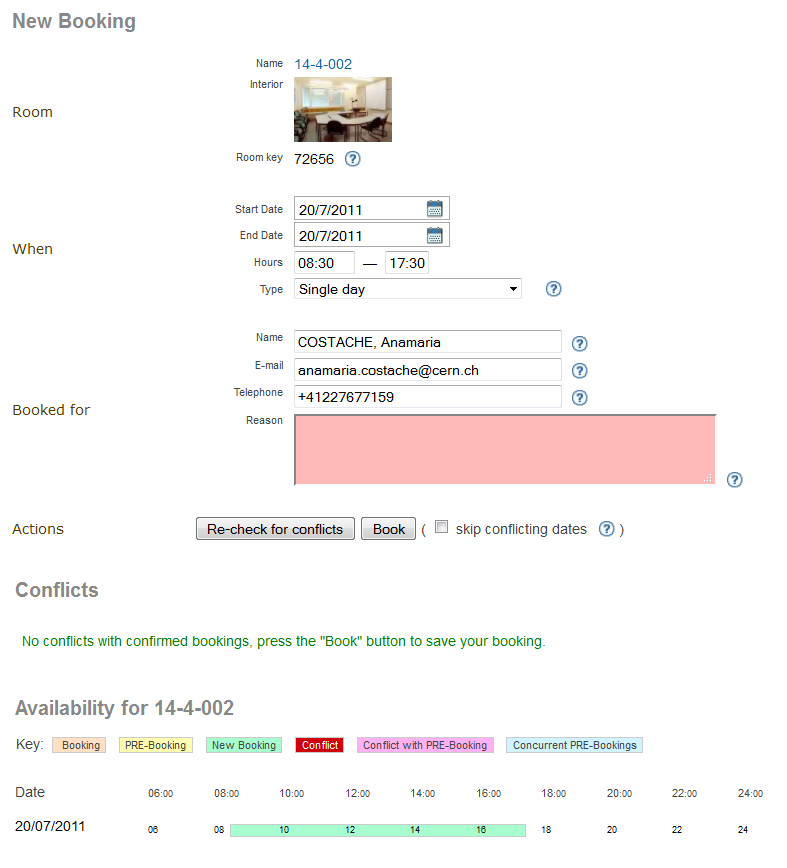 New Booking
Room
Name 14-4-002
Interior
Room key 72656 ?
When
Start Date 20/7/2011
End Date 20/7/2011
Hours 08:30 — 17:30
Type Single day ?
Booked for
Name COSTACHE, Anamaria ?
E-mail anamaria.costache@cern.ch ?
Telephone +41227677159 ?
Reason ?
Actions Re-check for conflicts Book ( skip conflicting dates ? )
Conflicts
No conflicts with confirmed bookings, press the "Book" button to save your booking.
Availability for 14-4-002
Key: Booking PRE-Booking New Booking Conflict Conflict with PRE-Booking Concurrent PRE-Bookings
Date 06:00 08:00 10:00 12:00 14:00 16:00 18:00 20:00 22:00 24:00
20/07/2011 06 08 10 12 14 16 18 20 22 24